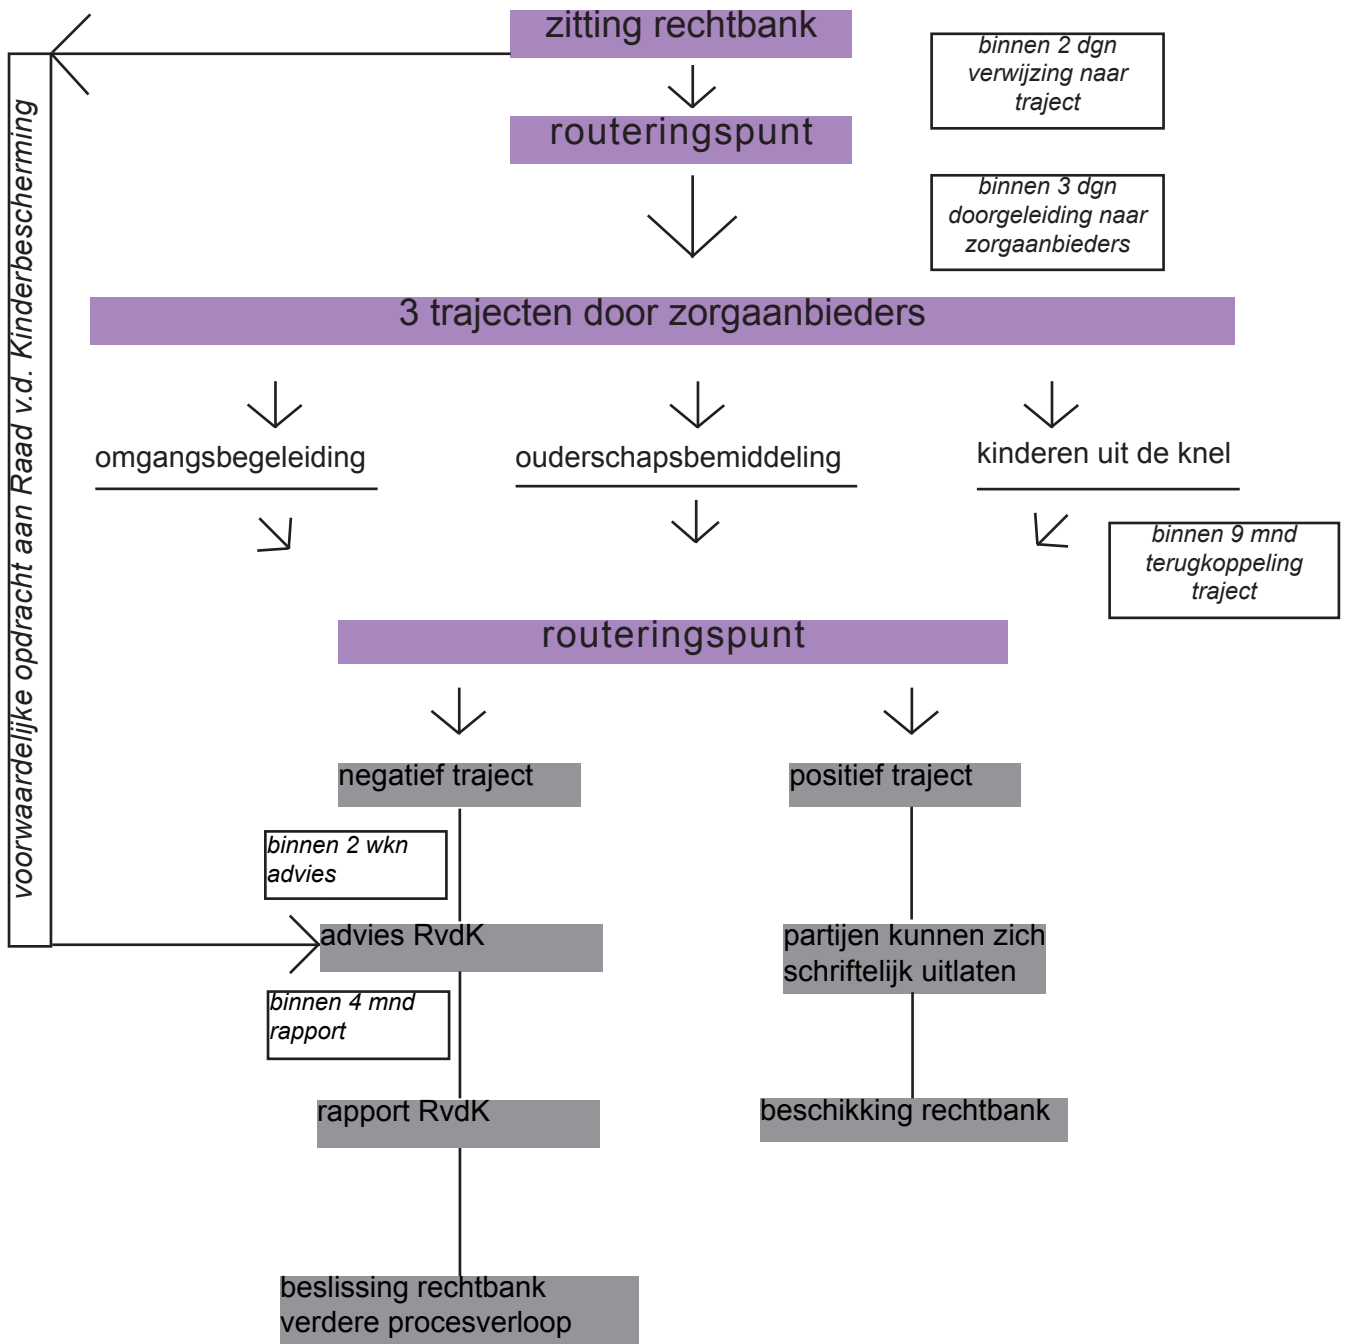 zitting rechtbank
binnen 2 dgn
verwijzing naar
traject
routeringspunt
binnen 3 dgn
doorgeleiding naar
zorgaanbieders
voorwaardelijke opdracht aan Raad v.d. Kinderbescherming
3 trajecten door zorgaanbieders
omgangsbegeleiding
ouderschapsbemiddeling
kinderen uit de knel
binnen 9 mnd
terugkoppeling
traject
routeringspunt
negatief traject
positief traject
binnen 2 wkn
advies
advies RvdK
partijen kunnen zich
schriftelijk uitlaten
binnen 4 mnd
rapport
rapport RvdK
beschikking rechtbank
beslissing rechtbank
verdere procesverloop